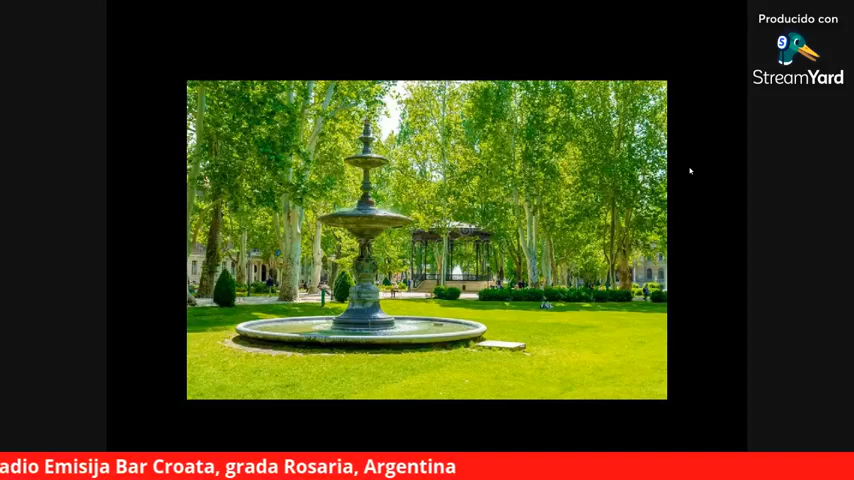 Producido con
StreamYard
adio Emisija Bar Croata, grada Rosaria, Argentina